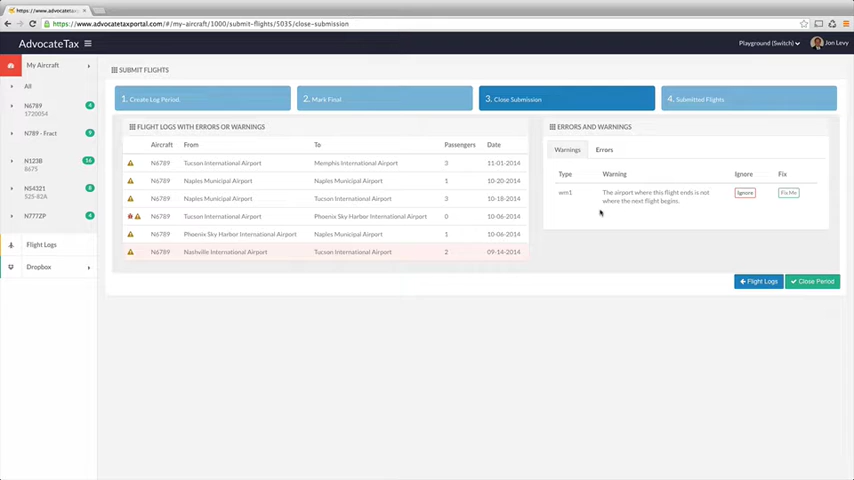 https://www.advocatetaxp
https://www.advocatetaxportal.com/#/my-aircraft/1000/submit-flights/5035/close-submission
AdvocateTax
Playground (Switch)
Jon Levy
My Aircraft
All
N6789
1720054
4
N789 - Fract
9
N123B
8675
16
N54321
525-82A
8
N777ZP
4
Flight Logs
Dropbox
SUBMIT FLIGHTS
1. Create Log Period.
2. Mark Final
3. Close Submission
4. Submitted Flights
FLIGHT LOGS WITH ERRORS OR WARNINGS
Aircraft From To Passengers Date
N6789 Tucson International Airport Memphis International Airport 3 11-01-2014
N6789 Naples Municipal Airport Naples Municipal Airport 1 10-20-2014
N6789 Naples Municipal Airport Tucson International Airport 3 10-18-2014
N6789 Tucson International Airport Phoenix Sky Harbor International Airport 0 10-06-2014
N6789 Phoenix Sky Harbor International Airport Naples Municipal Airport 1 10-06-2014
N6789 Nashville International Airport Tucson International Airport 2 09-14-2014
ERRORS AND WARNINGS
Warnings Errors
Type Warning Ignore Fix
wrn1 The airport where this flight ends is not Ignore Fix Me
where the next flight begins.
Flight Logs
Close Period